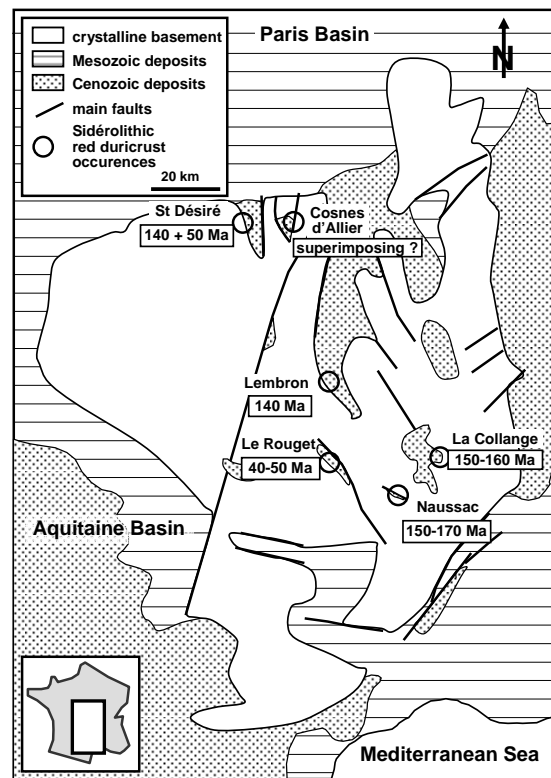 Paris Basin
N
crystalline basement
Mesozoic deposits
Cenozoic deposits
main faults
Sidérolithic
red duricrust
occurences
20 km
St Désiré
140 + 50 Ma
Cosnes
d'Allier
superimposing ?
Lembron
140 Ma
Le Rouget
40-50 Ma
La Collange
150-160 Ma
Naussac
150-170 Ma
Aquitaine Basin
Mediterranean Sea